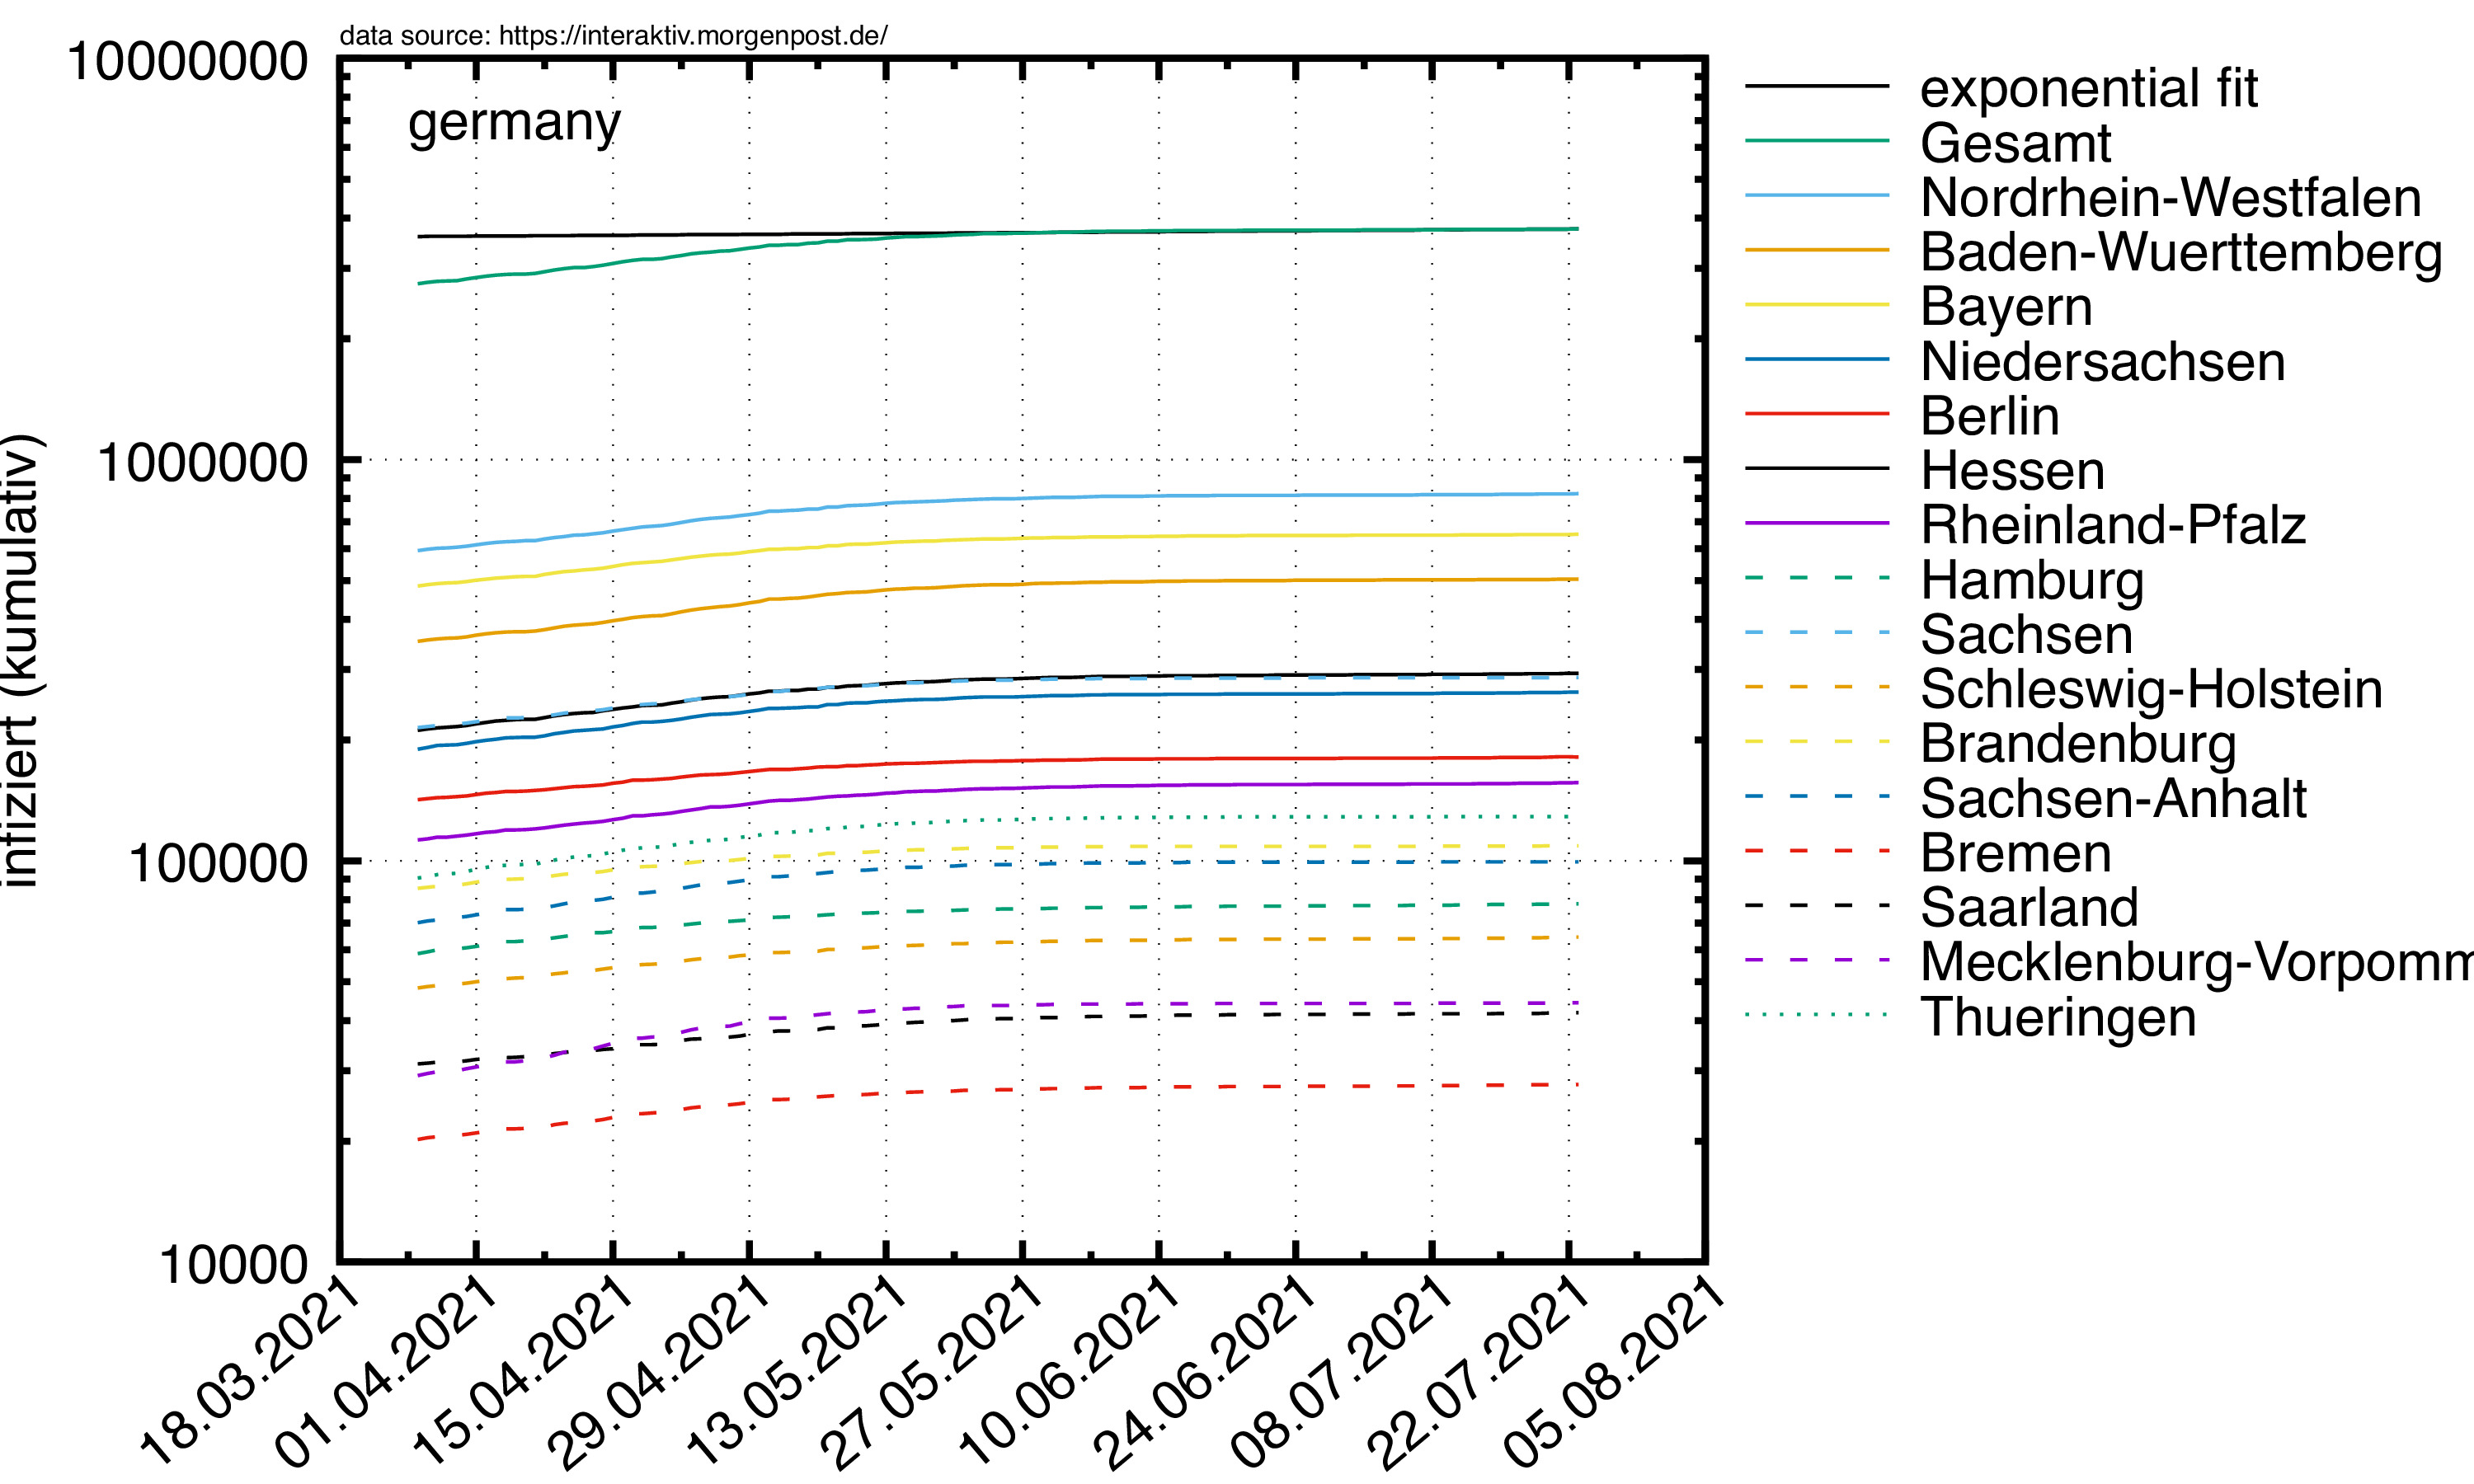 data source: https://interaktiv.morgenpost.de/
germany
infiziert (kumulativ)
10000000
1000000
100000
10000
18.03.2021
01.04.2021
15.04.2021
29.04.2021
13.05.2021
27.05.2021
10.06.2021
24.06.2021
08.07.2021
22.07.2021
05.08.2021
exponential fit
Gesamt
Nordrhein-Westfalen
Baden-Wuerttemberg
Bayern
Niedersachsen
Berlin
Hessen
Rheinland-Pfalz
Hamburg
Sachsen
Schleswig-Holstein
Brandenburg
Sachsen-Anhalt
Bremen
Saarland
Mecklenburg-Vorpomm
Thueringen